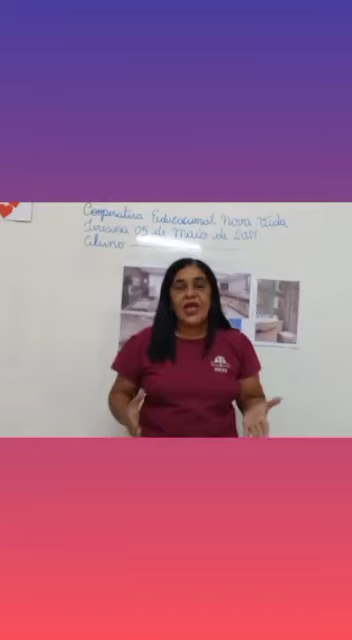 Cooperativa Educacional Nova Vida
Teresina 05 de Maio de 2021
Aluno